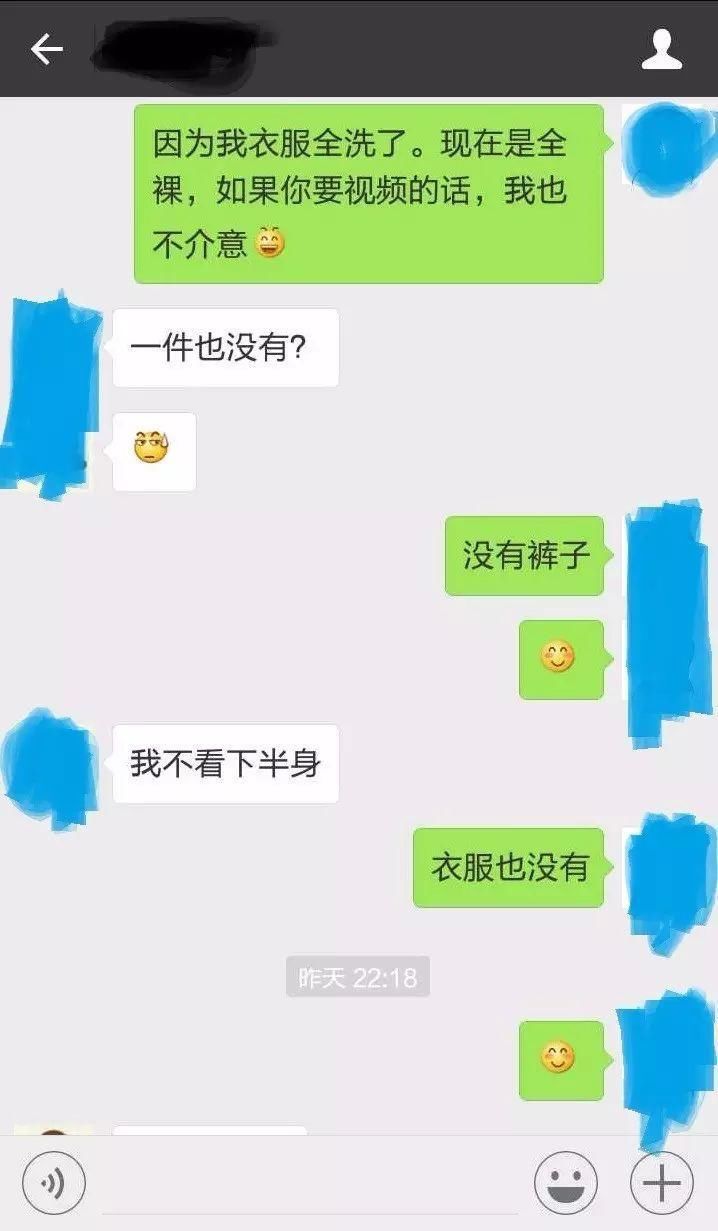 因为我衣服全洗了。现在是全
裸，如果你要视频的话，我也
不介意
一件也没有？
没有裤子
我不看下半身
衣服也没有
昨天 22:18